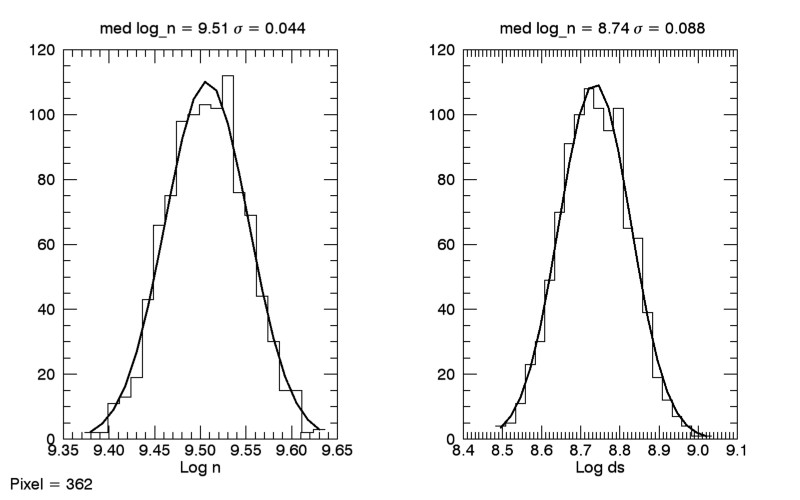 med log_n = 9.51 σ = 0.044
120
100
80
60
40
20
0
9.35 9.40 9.45 9.50 9.55 9.60 9.65
Log n
med log_n = 8.74 σ = 0.088
120
100
80
60
40
20
0
8.4 8.5 8.6 8.7 8.8 8.9 9.0 9.1
Log ds
Pixel = 362